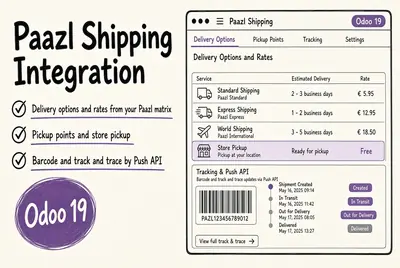 Paazl Shipping
Integration
Delivery options and rates from your Paazl matrix
Pickup points and store pickup
Barcode and track and trace by Push API
Odoo 19
Paazl Shipping
Odoo 19
Delivery Options
Pickup Points
Tracking
Settings
Delivery Options and Rates
Service
Estimated Delivery
Rate
Standard Shipping
Paazl Standard
2 - 3 business days
€ 5.95
Express Shipping
Paazl Express
1 - 2 business days
€ 12.95
World Shipping
Paazl International
3 - 5 business days
€ 18.50
Store Pickup
Pickup at your location
Ready for pickup
Free
Tracking & Push API
Barcode and track and trace updates via Push API
PAZL123456789012
View full track & trace
Shipment Created
May 16, 2025 09:14
Created
In Transit
May 16, 2025 11:42
In Transit
Out for Delivery
May 17, 2025 08:05
Out for Delivery
Delivered
May 17, 2025 13:27
Delivered